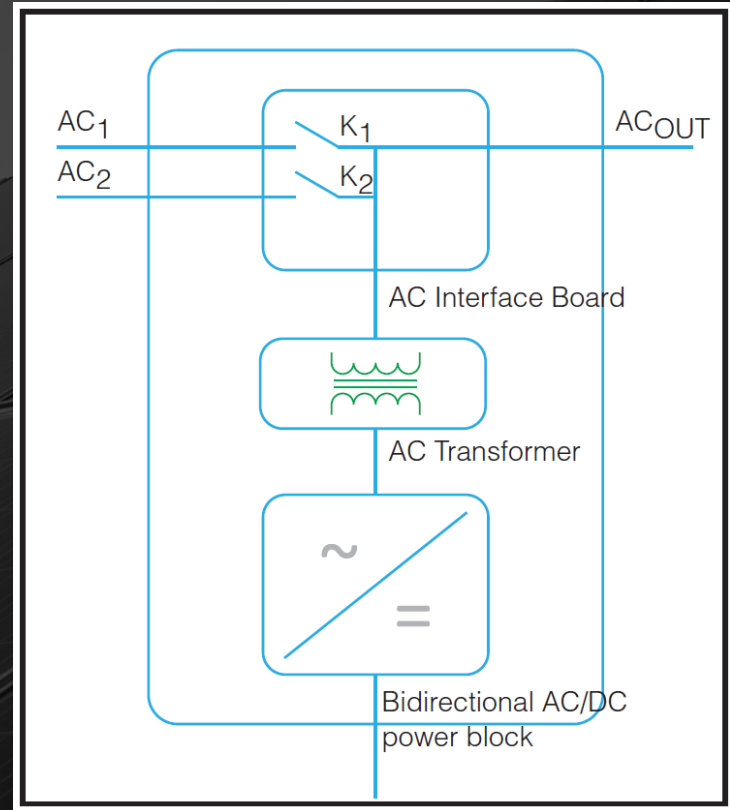 AC1
K1
ACOUT
AC2
K2
AC Interface Board
AC Transformer
~
=
Bidirectional AC/DC
power block